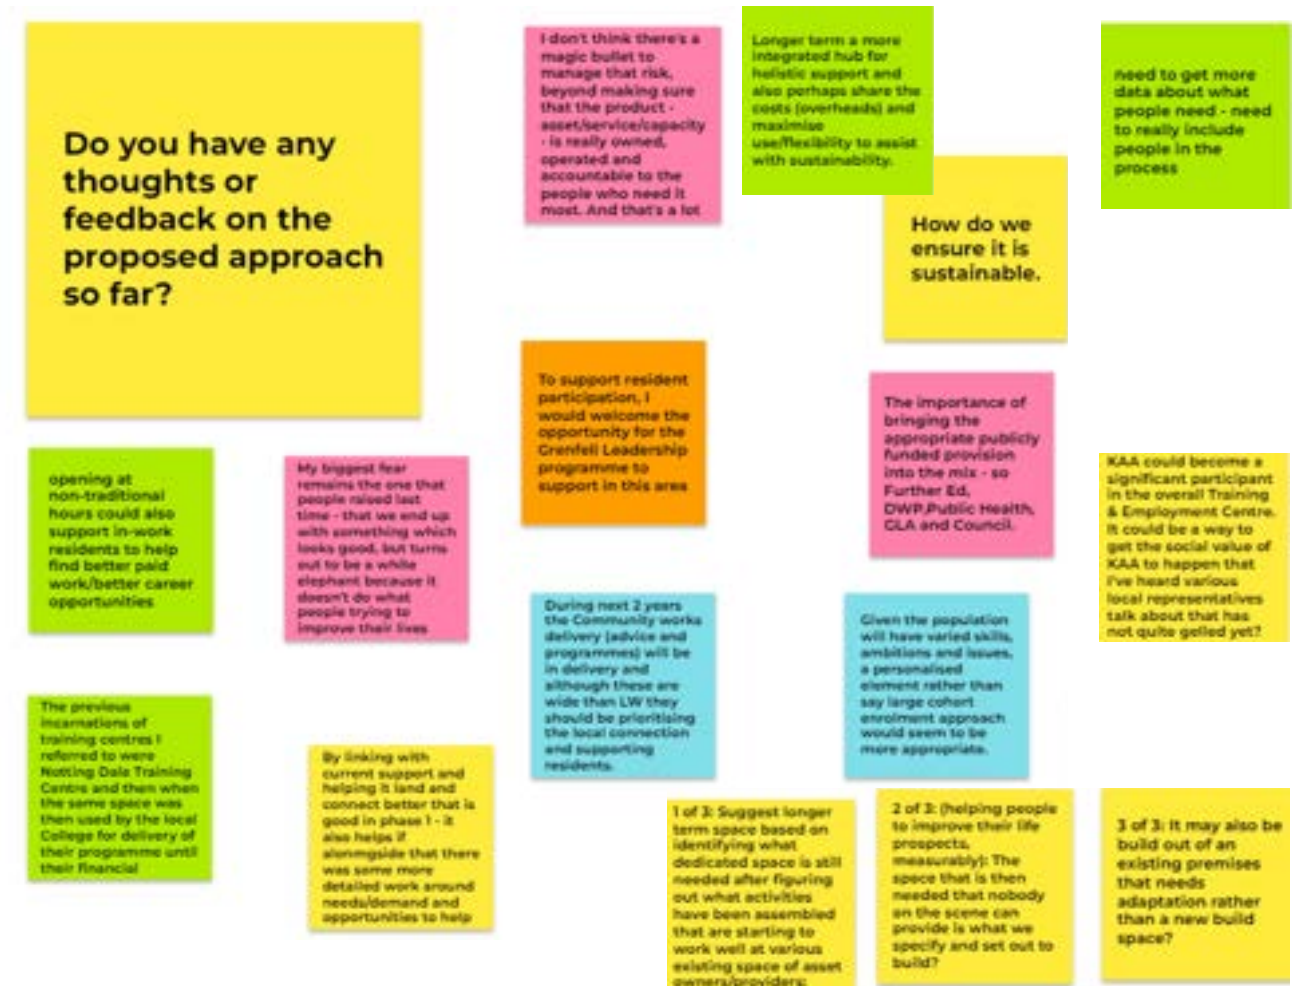 Do you have any
thoughts or
feedback on the
proposed approach
so far?
I don't think there's a
magic bullet to
manage that risk,
beyond making sure
that the product -
asset/service/capacity
- is really owned,
operated and
accountable to the
people who need it
most. And that's a lot
Longer term a more
integrated hub for
holistic support and
also perhaps share the
costs (overheads) and
maximise
use/flexibility to assist
with sustainability.
How do we
ensure it is
sustainable.
need to get more
data about what
people need - need
to really include
people in the
process
To support resident
participation, I
would welcome the
opportunity for the
Grenfell Leadership
programme to
support in this area
The importance of
bringing the
appropriate publicly
funded provision
into the mix - so
Further Ed,
DWP,Public Health,
GLA and Council.
opening at
non-traditional
hours could also
support in-work
residents to help
find better paid
work/better career
opportunities
My biggest fear
remains the one that
people raised last
time - that we end up
with something which
looks good, but turns
out to be a while
elephant because it
doesn't do what
people trying to
improve their lives
KAA could become a
significant participant
in the overall Training
& Employment Centre.
It could be a way to
get the social value of
KAA to happen that
I've heard various
local representatives
talk about that has
not quite gelled yet?
During next 2 years
the Community works
delivery (advice and
programmes) will be
in delivery and
although these are
wide than LW they
should be prioritising
the local connection
and supporting
residents.
Given the population
will have varied skills,
ambitions and issues,
a personalised
element rather than
say large cohort
enrolment approach
would seem to be
more appropriate.
The previous
incarnations of
training centres I
referred to were
Notting Dale Training
Centre and then when
the same space was
then used by the local
College for delivery of
their programme until
their financial
By linking with
current support and
helping it land and
connect better that is
good in phase 1 - it
also helps if
alonmgside that there
was some more
detailed work around
needs/demand and
opportunities to help
1 of 3: Suggest longer
term space based on
identifying what
dedicated space is still
needed after figuring
out what activities
have been assembled
that are starting to
work well at various
existing space of asset
owners/providers;
2 of 3: (helping people
to improve their life
prospects,
measurably): The
space that is then
needed that nobody
on the scene can
provide is what we
specify and set out to
build?
3 of 3: It may also be
build out of an
existing premises
that needs
adaptation rather
than a new build
space?